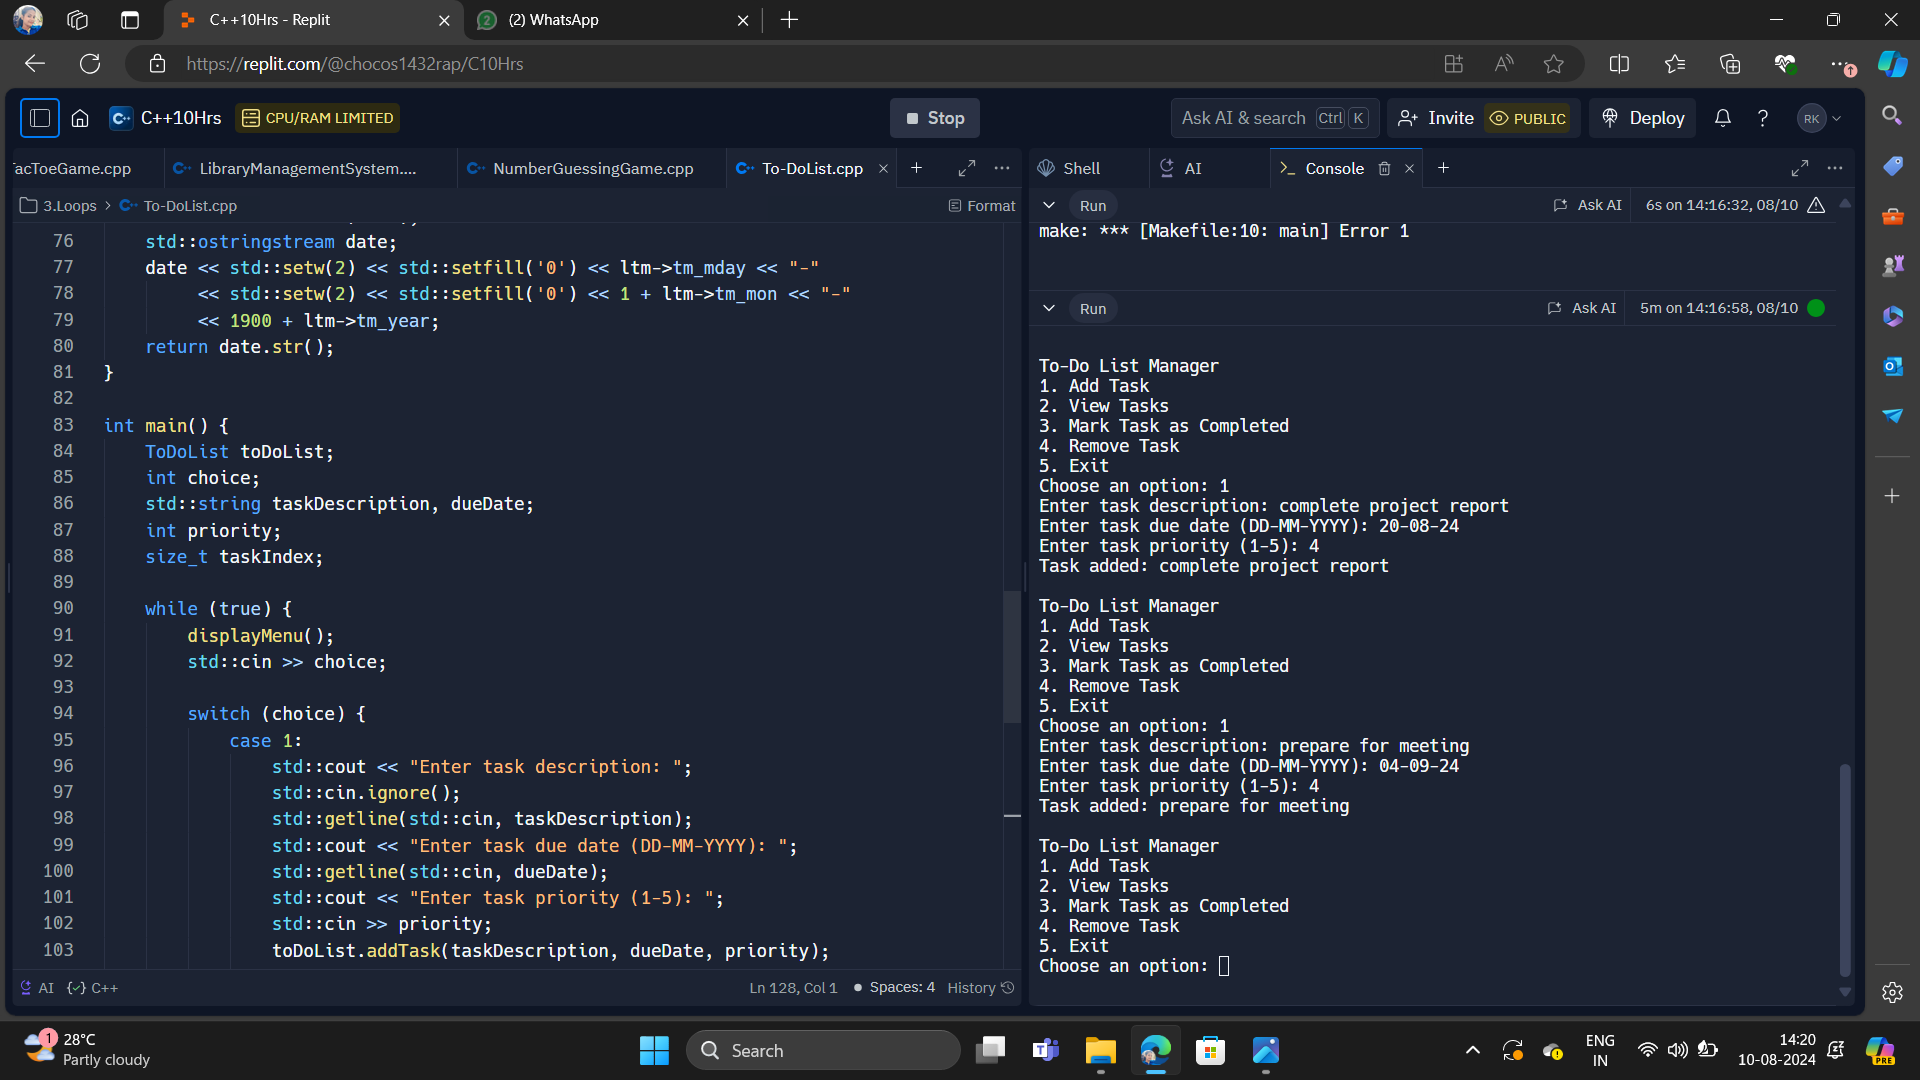 C++10Hrs - Replit
2
(2) WhatsApp
https://replit.com/@chocos1432rap/C10Hrs
C++10Hrs
CPU/RAM LIMITED
Stop
Ask AI & search Ctrl K
Invite
PUBLIC
Deploy
RK
acToeGame.cpp
LibraryManagementSystem....
NumberGuessingGame.cpp
To-DoList.cpp
3.Loops > To-DoList.cpp
Format
76 std::ostringstream date;
77 date << std::setw(2) << std::setfill('0') << ltm->tm_mday << "-"
78 << std::setw(2) << std::setfill('0') << 1 + ltm->tm_mon << "-"
79 << 1900 + ltm->tm_year;
80 return date.str();
81 }
82
83 int main() {
84 ToDoList toDoList;
85 int choice;
86 std::string taskDescription, dueDate;
87 int priority;
88 size_t taskIndex;
89
90 while (true) {
91 displayMenu();
92 std::cin >> choice;
93
94 switch (choice) {
95 case 1:
96 std::cout << "Enter task description: ";
97 std::cin.ignore();
98 std::getline(std::cin, taskDescription);
99 std::cout << "Enter task due date (DD-MM-YYYY): ";
100 std::getline(std::cin, dueDate);
101 std::cout << "Enter task priority (1-5): ";
102 std::cin >> priority;
103 toDoList.addTask(taskDescription, dueDate, priority);
AI C++
Ln 128, Col 1 Spaces: 4 History
Shell
AI
Console
Run Ask AI 6s on 14:16:32, 08/10
make: *** [Makefile:10: main] Error 1
Run Ask AI 5m on 14:16:58, 08/10
To-Do List Manager
1. Add Task
2. View Tasks
3. Mark Task as Completed
4. Remove Task
5. Exit
Choose an option: 1
Enter task description: complete project report
Enter task due date (DD-MM-YYYY): 20-08-24
Enter task priority (1-5): 4
Task added: complete project report
To-Do List Manager
1. Add Task
2. View Tasks
3. Mark Task as Completed
4. Remove Task
5. Exit
Choose an option: 1
Enter task description: prepare for meeting
Enter task due date (DD-MM-YYYY): 04-09-24
Enter task priority (1-5): 4
Task added: prepare for meeting
To-Do List Manager
1. Add Task
2. View Tasks
3. Mark Task as Completed
4. Remove Task
5. Exit
Choose an option:
1
28°C
Partly cloudy
Search
ENG
IN
14:20
10-08-2024
PRE